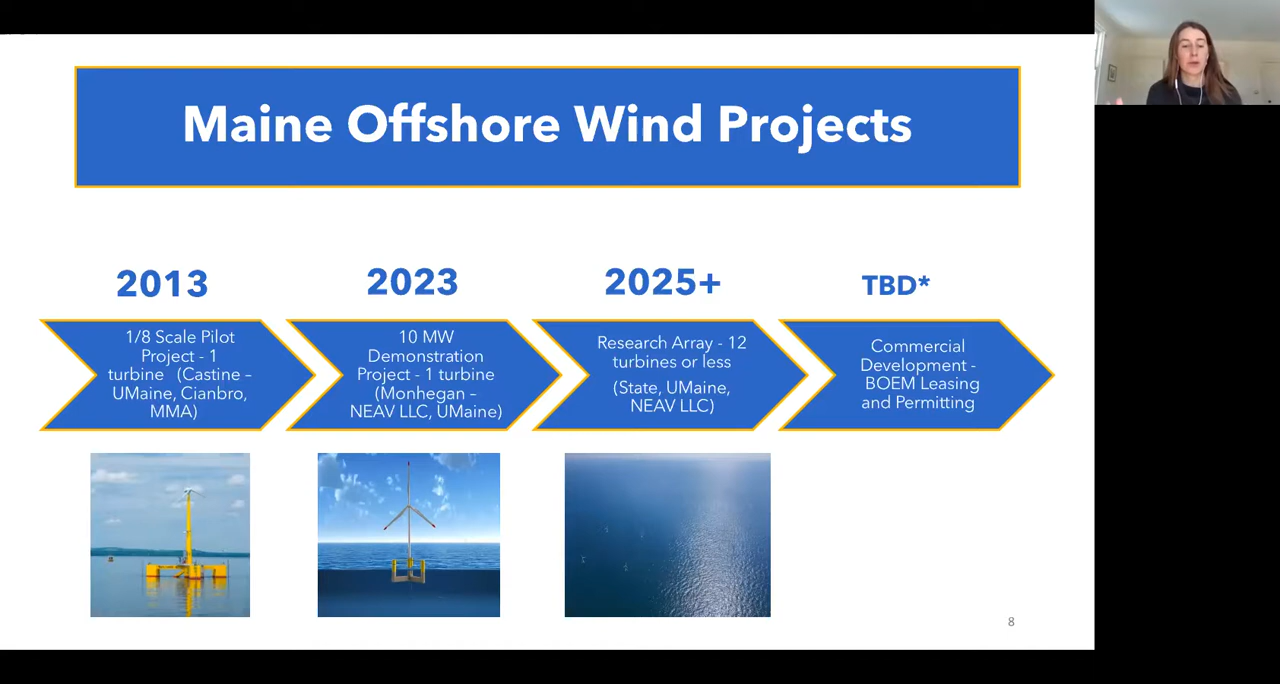 Maine Offshore Wind Projects
2013
1/8 Scale Pilot
Project - 1
turbine (Castine –
UMaine, Cianbro,
MMA)
2023
10 MW
Demonstration
Project - 1 turbine
(Monhegan –
NEAV LLC, UMaine)
2025+
Research Array - 12
turbines or less
(State, UMaine,
NEAV LLC)
TBD*
Commercial
Development -
BOEM Leasing
and Permitting
8